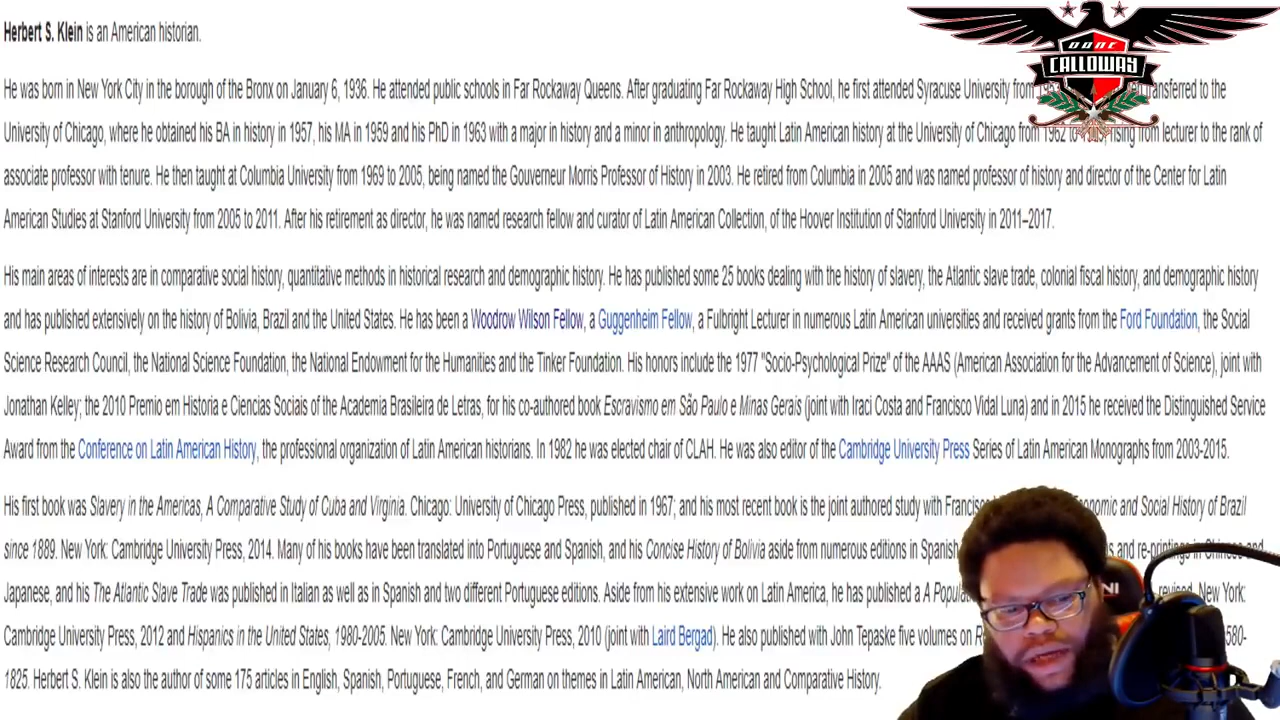 Herbert S. Klein is an American historian.
DUNC
CALLOWAY
He was born in New York City in the borough of the Bronx on January 6, 1936. He attended public schools in Far Rockaway Queens. After graduating Far Rockaway High School, he first attended Syracuse University from transferred to the
University of Chicago, where he obtained his BA in history in 1957, his MA in 1959 and his PhD in 1963 with a major in history and a minor in anthropology. He taught Latin American history at the University of Chicago from 1962 to rising from lecturer to the rank of
associate professor with tenure. He then taught at Columbia University from 1969 to 2005, being named the Gouverneur Morris Professor of History in 2003. He retired from Columbia in 2005 and was named professor of history and director of the Center for Latin
American Studies at Stanford University from 2005 to 2011. After his retirement as director, he was named research fellow and curator of Latin American Collection, of the Hoover Institution of Stanford University in 2011–2017.
His main areas of interests are in comparative social history, quantitative methods in historical research and demographic history. He has published some 25 books dealing with the history of slavery, the Atlantic slave trade, colonial fiscal history, and demographic history
and has published extensively on the history of Bolivia, Brazil and the United States. He has been a Woodrow Wilson Fellow, a Guggenheim Fellow, a Fulbright Lecturer in numerous Latin American universities and received grants from the Ford Foundation, the Social
Science Research Council, the National Science Foundation, the National Endowment for the Humanities and the Tinker Foundation. His honors include the 1977 "Socio-Psychological Prize" of the AAAS (American Association for the Advancement of Science), joint with
Jonathan Kelley; the 2010 Premio em Historia e Ciencias Sociais of the Academia Brasileira de Letras, for his co-authored book Escravismo em São Paulo e Minas Gerais (joint with Iraci Costa and Francisco Vidal Luna) and in 2015 he received the Distinguished Service
Award from the Conference on Latin American History, the professional organization of Latin American historians. In 1982 he was elected chair of CLAH. He was also editor of the Cambridge University Press Series of Latin American Monographs from 2003-2015.
His first book was Slavery in the Americas, A Comparative Study of Cuba and Virginia. Chicago: University of Chicago Press, published in 1967; and his most recent book is the joint authored study with Economic and Social History of Brazil
since 1889. New York: Cambridge University Press, 2014. Many of his books have been translated into Portuguese and Spanish, and his Concise History of Bolivia aside from numerous editions in Spanish and re-printings in Chinese and
Japanese, and his The Atlantic Slave Trade was published in Italian as well as in Spanish and two different Portuguese editions. Aside from his extensive work on Latin America, he has published a A New York:
Cambridge University Press, 2012 and Hispanics in the United States, 1980-2005. New York: Cambridge University Press, 2010 (joint with Laird Bergad). He also published with John Tepaske five volumes on
1825. Herbert S. Klein is also the author of some 175 articles in English, Spanish, Portuguese, French, and German on themes in Latin American, North American and Comparative History.